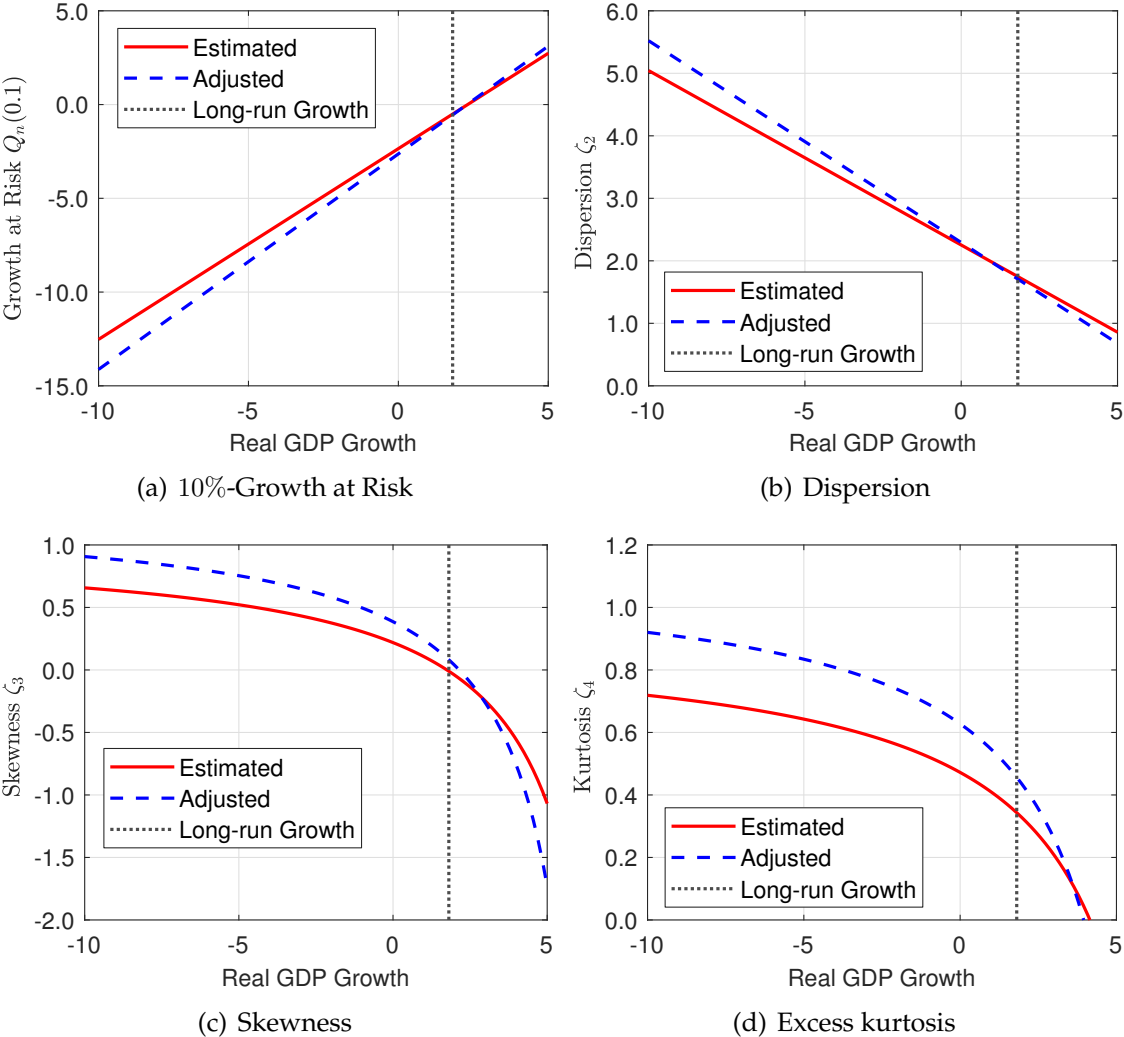 5.0
0.0
-5.0
-10.0
-15.0
Growth at Risk Qₙ(0.1)
Estimated
Adjusted
Long-run Growth
-10 -5 0 5
Real GDP Growth
(a) 10%-Growth at Risk
6.0
5.0
4.0
3.0
2.0
1.0
0.0
Dispersion ζ₂
Estimated
Adjusted
Long-run Growth
-10 -5 0 5
Real GDP Growth
(b) Dispersion
1.0
0.5
0.0
-0.5
-1.0
-1.5
-2.0
Skewness ζ₃
Estimated
Adjusted
Long-run Growth
-10 -5 0 5
Real GDP Growth
(c) Skewness
1.2
1.0
0.8
0.6
0.4
0.2
0.0
Kurtosis ζ₄
Estimated
Adjusted
Long-run Growth
-10 -5 0 5
Real GDP Growth
(d) Excess kurtosis